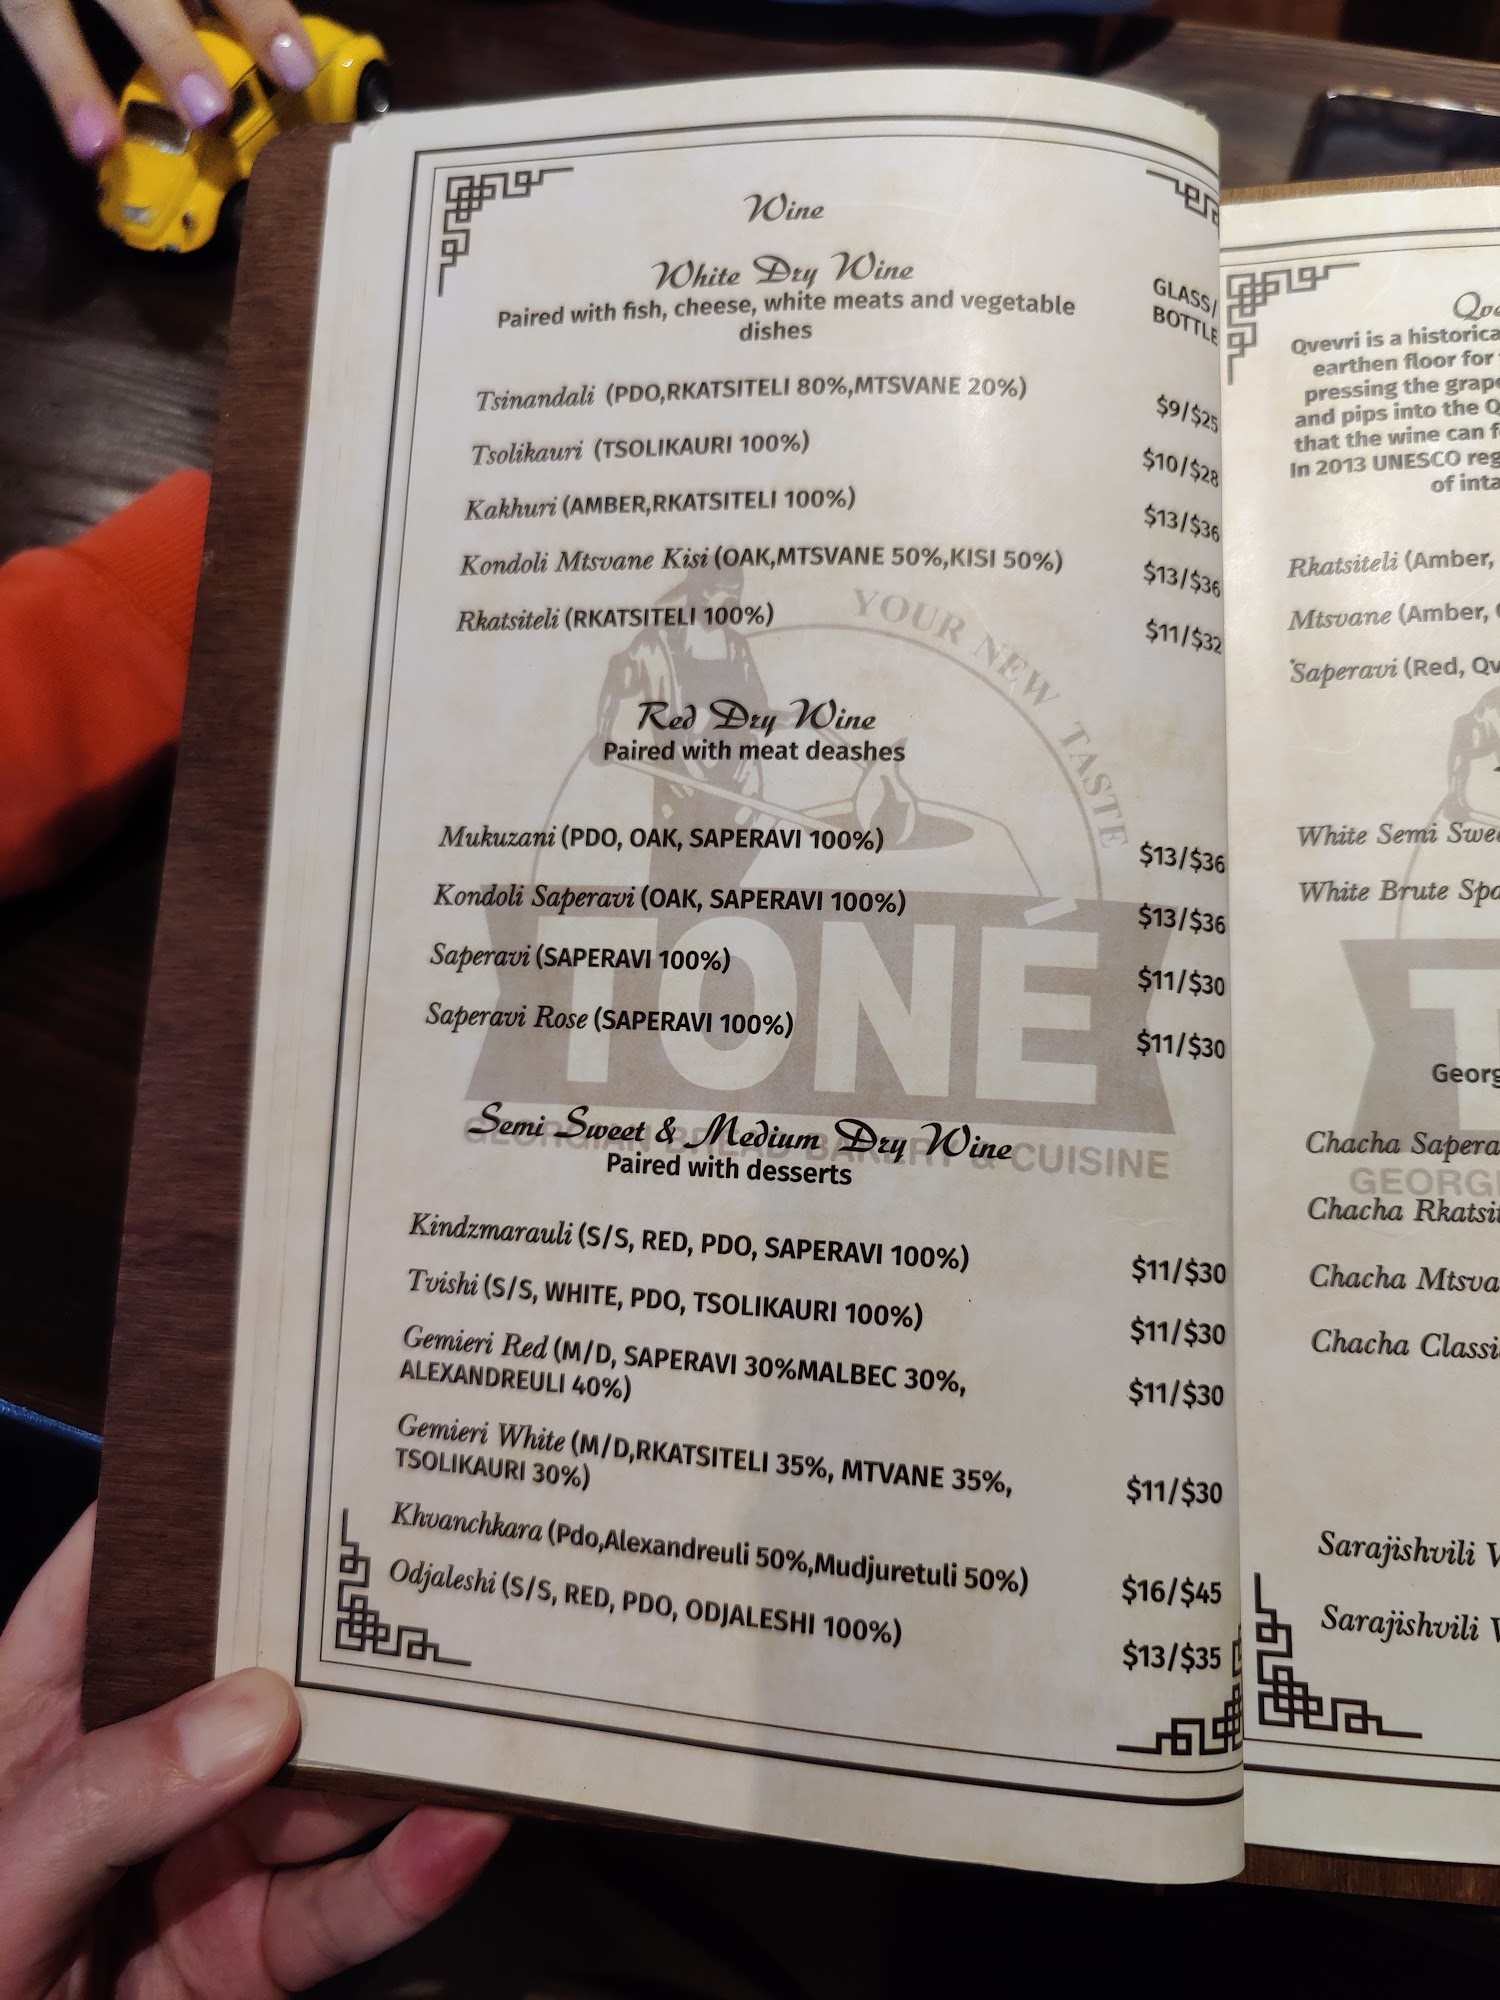 Wine
White Dry Wine
Paired with fish, cheese, white meats and vegetable
dishes
GLASS/
BOTTLE
Tsinandali (PDO,RKATSITELI 80%,MTSVANE 20%)
$9/$25
Tsolikauri (TSOLIKAURI 100%)
$10/$28
Kakhuri (AMBER,RKATSITELI 100%)
$13/$36
Kondoli Mtsvane Kisi (OAK,MTSVANE 50%,KISI 50%)
$13/$36
Rkatsiteli (RKATSITELI 100%)
$11/$32
Red Dry Wine
Paired with meat deashes
Mukuzani (PDO, OAK, SAPERAVI 100%)
$13/$36
Kondoli Saperavi (OAK, SAPERAVI 100%)
$13/$36
Saperavi (SAPERAVI 100%)
$11/$30
Saperavi Rose (SAPERAVI 100%)
$11/$30
Semi Sweet & Medium Dry Wine
Paired with desserts
Kindzmarauli (S/S, RED, PDO, SAPERAVI 100%)
$11/$30
Tvishi (S/S, WHITE, PDO, TSOLIKAURI 100%)
$11/$30
Gemieri Red (M/D, SAPERAVI 30%MALBEC 30%,
ALEXANDREULI 40%)
$11/$30
Gemieri White (M/D,RKATSITELI 35%, MTVANE 35%,
TSOLIKAURI 30%)
$11/$30
Khvanchkara (Pdo,Alexandreuli 50%,Mudjuretuli 50%)
$16/$45
Odjaleshi (S/S, RED, PDO, ODJALESHI 100%)
$13/$35
YOUR NEW TASTE
TONÉ
GEORGIAN BREAD BAKERY & CUISINE
Qvevri is a historica
earthen floor for
pressing the grape
and pips into the Q
that the wine can f
In 2013 UNESCO reg
of inta
Rkatsiteli (Amber,
Mtsvane (Amber,
Saperavi (Red, Qv
White Semi Swee
White Brute Spa
Georg
Chacha Sapera
GEORGI
Chacha Rkatsit
Chacha Mtsva
Chacha Classi
Sarajishvili V
Sarajishvili V